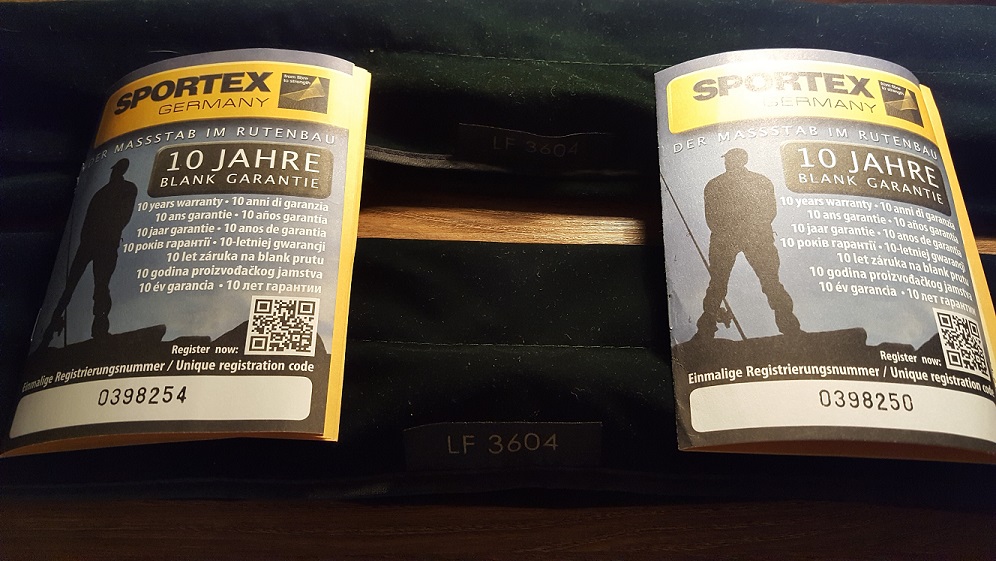 SPORTEX
GERMANY
from 20m
to strength
DER MASSSTAB IM RUTENBAU
10 JAHRE
BLANK GARANTIE
10 years warranty • 10 anni di garanzia
10 ans garantie • 10 años garantía
10 jaar garantie • 10 anos de garantia
10 років гарантії • 10-letniej gwarancji
10 let záruka na blank prutu
10 godina proizvođačkog jamstva
10 év garancia • 10 лет гарантии
Register now:
Einmalige Registrierungsnummer / Unique registration code
0398254
LF 3604
LF 3604
SPORTEX
GERMANY
DER MASSSTAB IM RUTENBAU
10 JAHRE
BLANK GARANTIE
10 years warranty • 10 anni di garanzia
10 ans garantie • 10 años garantía
10 jaar garantie • 10 anos de garantia
10 років гарантії • 10-letniej gwarancji
10 let záruka na blank prutu
10 godina proizvođačkog jamstva
10 év garancia • 10 лет гарантии
Register now:
Einmalige Registrierungsnummer / Unique registration code
0398250